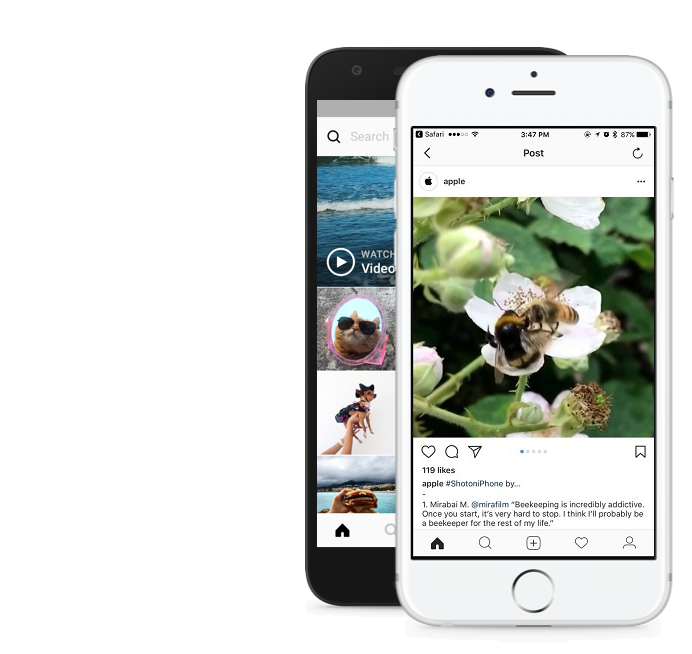 Search
WATCH
Video
Safari 3:47 PM 87%
Post
apple
119 likes
apple #ShotoniPhone by...
-
1. Mirabai M. @mirafilm “Beekeeping is incredibly addictive.
Once you start, it’s very hard to stop. I think I’ll probably be
a beekeeper for the rest of my life.”